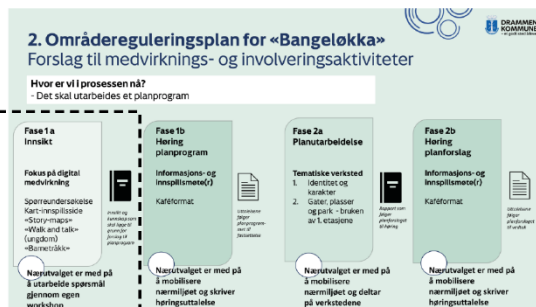 DRAMMEN
KOMMUNE
2. Områdereguleringsplan for «Bangeløkka»
Forslag til medvirknings- og involveringsaktiviteter
Hvor er vi i prosessen nå?
- Det skal utarbeides et planprogram
Fase 1a
Innsikt
Fokus på digital
medvirkning
Spørreundersøkelse
Kart-innspillside
«Story-maps»
«Walk and talk»
(ungdom)
«Barnetråkk»
Nærutvalget er med på
å utarbeide spørsmål
gjennom egen
workshop
Fase 1b
Høring
planprogram
Informasjons- og
innspillsmøte(r)
Kaféformat
Nærutvalget er med på
å mobilisere
nærmiljøet og skriver
høringsuttalelse
Fase 2a
Planutarbeidelse
Tematiske verksted
1. Identitet og
karakter
2. Gater, plasser
og park - bruken
av 1. etasjene
Nærutvalget er med på
å mobilisere
nærmiljøet og deltar
på verkstedene
Fase 2b
Høring
planforslag
Informasjons- og
innspillsmøte(r)
Kaféformat
Nærutvalget er med på
å mobilisere
nærmiljøet og skriver
høringsuttalelse